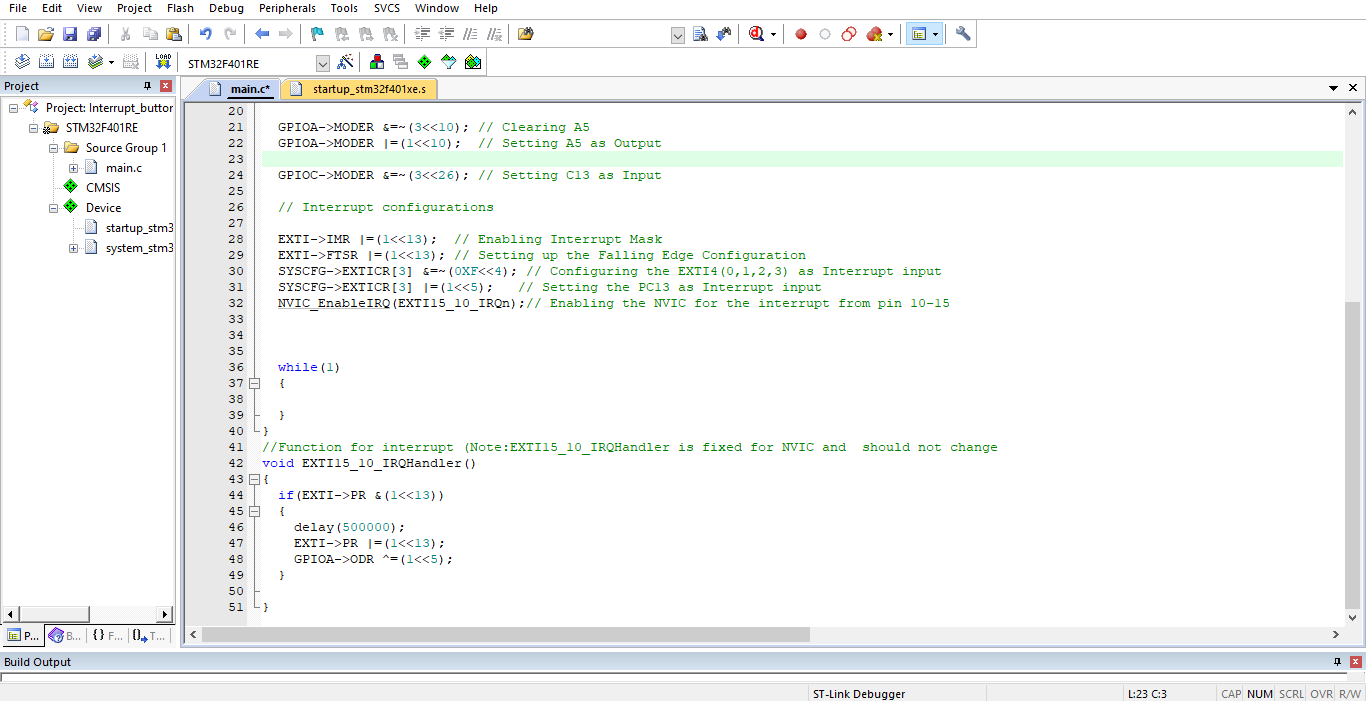 File Edit View Project Flash Debug Peripherals Tools SVCS Window Help
LOAD
STM32F401RE
Project
main.c*
startup_stm32f401xe.s
Project: Interrupt_button
STM32F401RE
Source Group 1
main.c
CMSIS
Device
startup_stm3
system_stm3
P... B... {} F... {} T...
20
21 GPIOA->MODER &=~(3<<10); // Clearing A5
22 GPIOA->MODER |=(1<<10); // Setting A5 as Output
23
24 GPIOC->MODER &=~(3<<26); // Setting C13 as Input
25
26 // Interrupt configurations
27
28 EXTI->IMR |=(1<<13); // Enabling Interrupt Mask
29 EXTI->FTSR |=(1<<13); // Setting up the Falling Edge Configuration
30 SYSCFG->EXTICR[3] &=~(0XF<<4); // Configuring the EXTI4(0,1,2,3) as Interrupt input
31 SYSCFG->EXTICR[3] |=(1<<5); // Setting the PC13 as Interrupt input
32 NVIC_EnableIRQ(EXTI15_10_IRQn);// Enabling the NVIC for the interrupt from pin 10-15
33
34
35
36 while(1)
37 {
38
39 }
40 }
41 //Function for interrupt (Note:EXTI15_10_IRQHandler is fixed for NVIC and  should not change
42 void EXTI15_10_IRQHandler()
43 {
44 if(EXTI->PR &(1<<13))
45 {
46 delay(500000);
47 EXTI->PR |=(1<<13);
48 GPIOA->ODR ^=(1<<5);
49 }
50
51 }
Build Output
ST-Link Debugger
L:23 C:3
CAP NUM SCRL OVR R/W